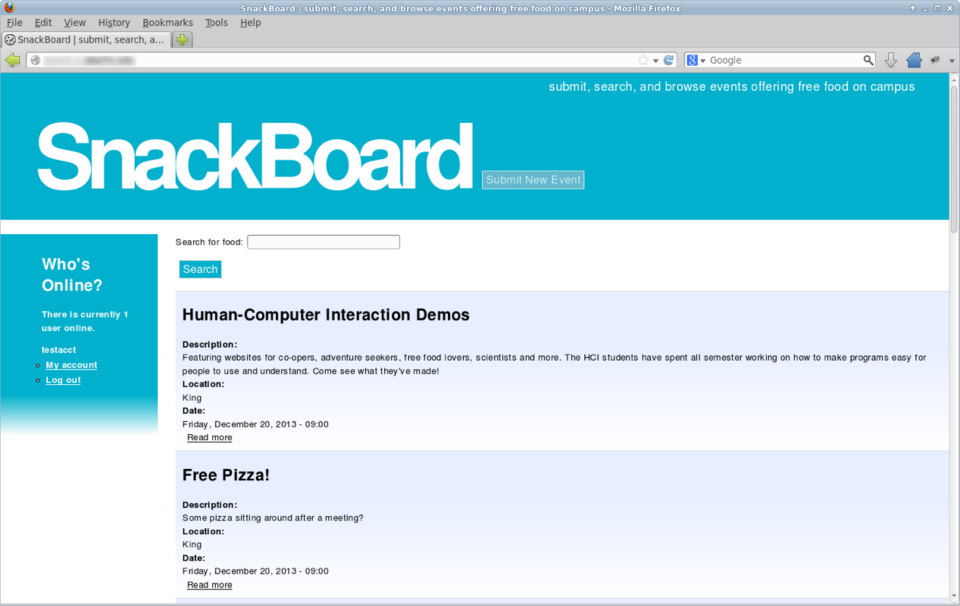 SnackBoard | submit, search, and browse events offering free food on campus - Mozilla Firefox
File Edit View History Bookmarks Tools Help
SnackBoard | submit, search, a...
Google
submit, search, and browse events offering free food on campus
SnackBoard
Submit New Event
Who's
Online?
There is currently 1
user online.
testacct
My account
Log out
Search for food:
Search
Human-Computer Interaction Demos
Description:
Featuring websites for co-opers, adventure seekers, free food lovers, scientists and more. The HCI students have spent all semester working on how to make programs easy for
people to use and understand. Come see what they've made!
Location:
King
Date:
Friday, December 20, 2013 - 09:00
Read more
Free Pizza!
Description:
Some pizza sitting around after a meeting?
Location:
King
Date:
Friday, December 20, 2013 - 09:00
Read more